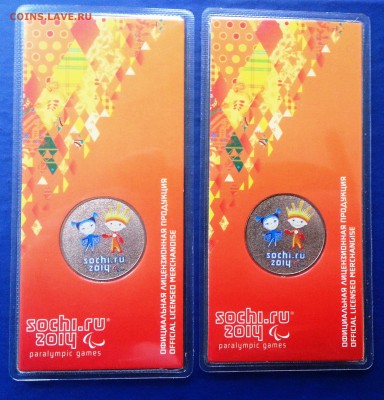 COINS.LAVE.RU
sochi.ru
2014
sochi.ru
2014
paralympic games
ОФИЦИАЛЬНАЯ ЛИЦЕНЗИОННАЯ ПРОДУКЦИЯ
OFFICIAL LICENSED MERCHANDISE
sochi.ru
2014
sochi.ru
2014
paralympic games
ОФИЦИАЛЬНАЯ ЛИЦЕНЗИОННАЯ ПРОДУКЦИЯ
OFFICIAL LICENSED MERCHANDISE